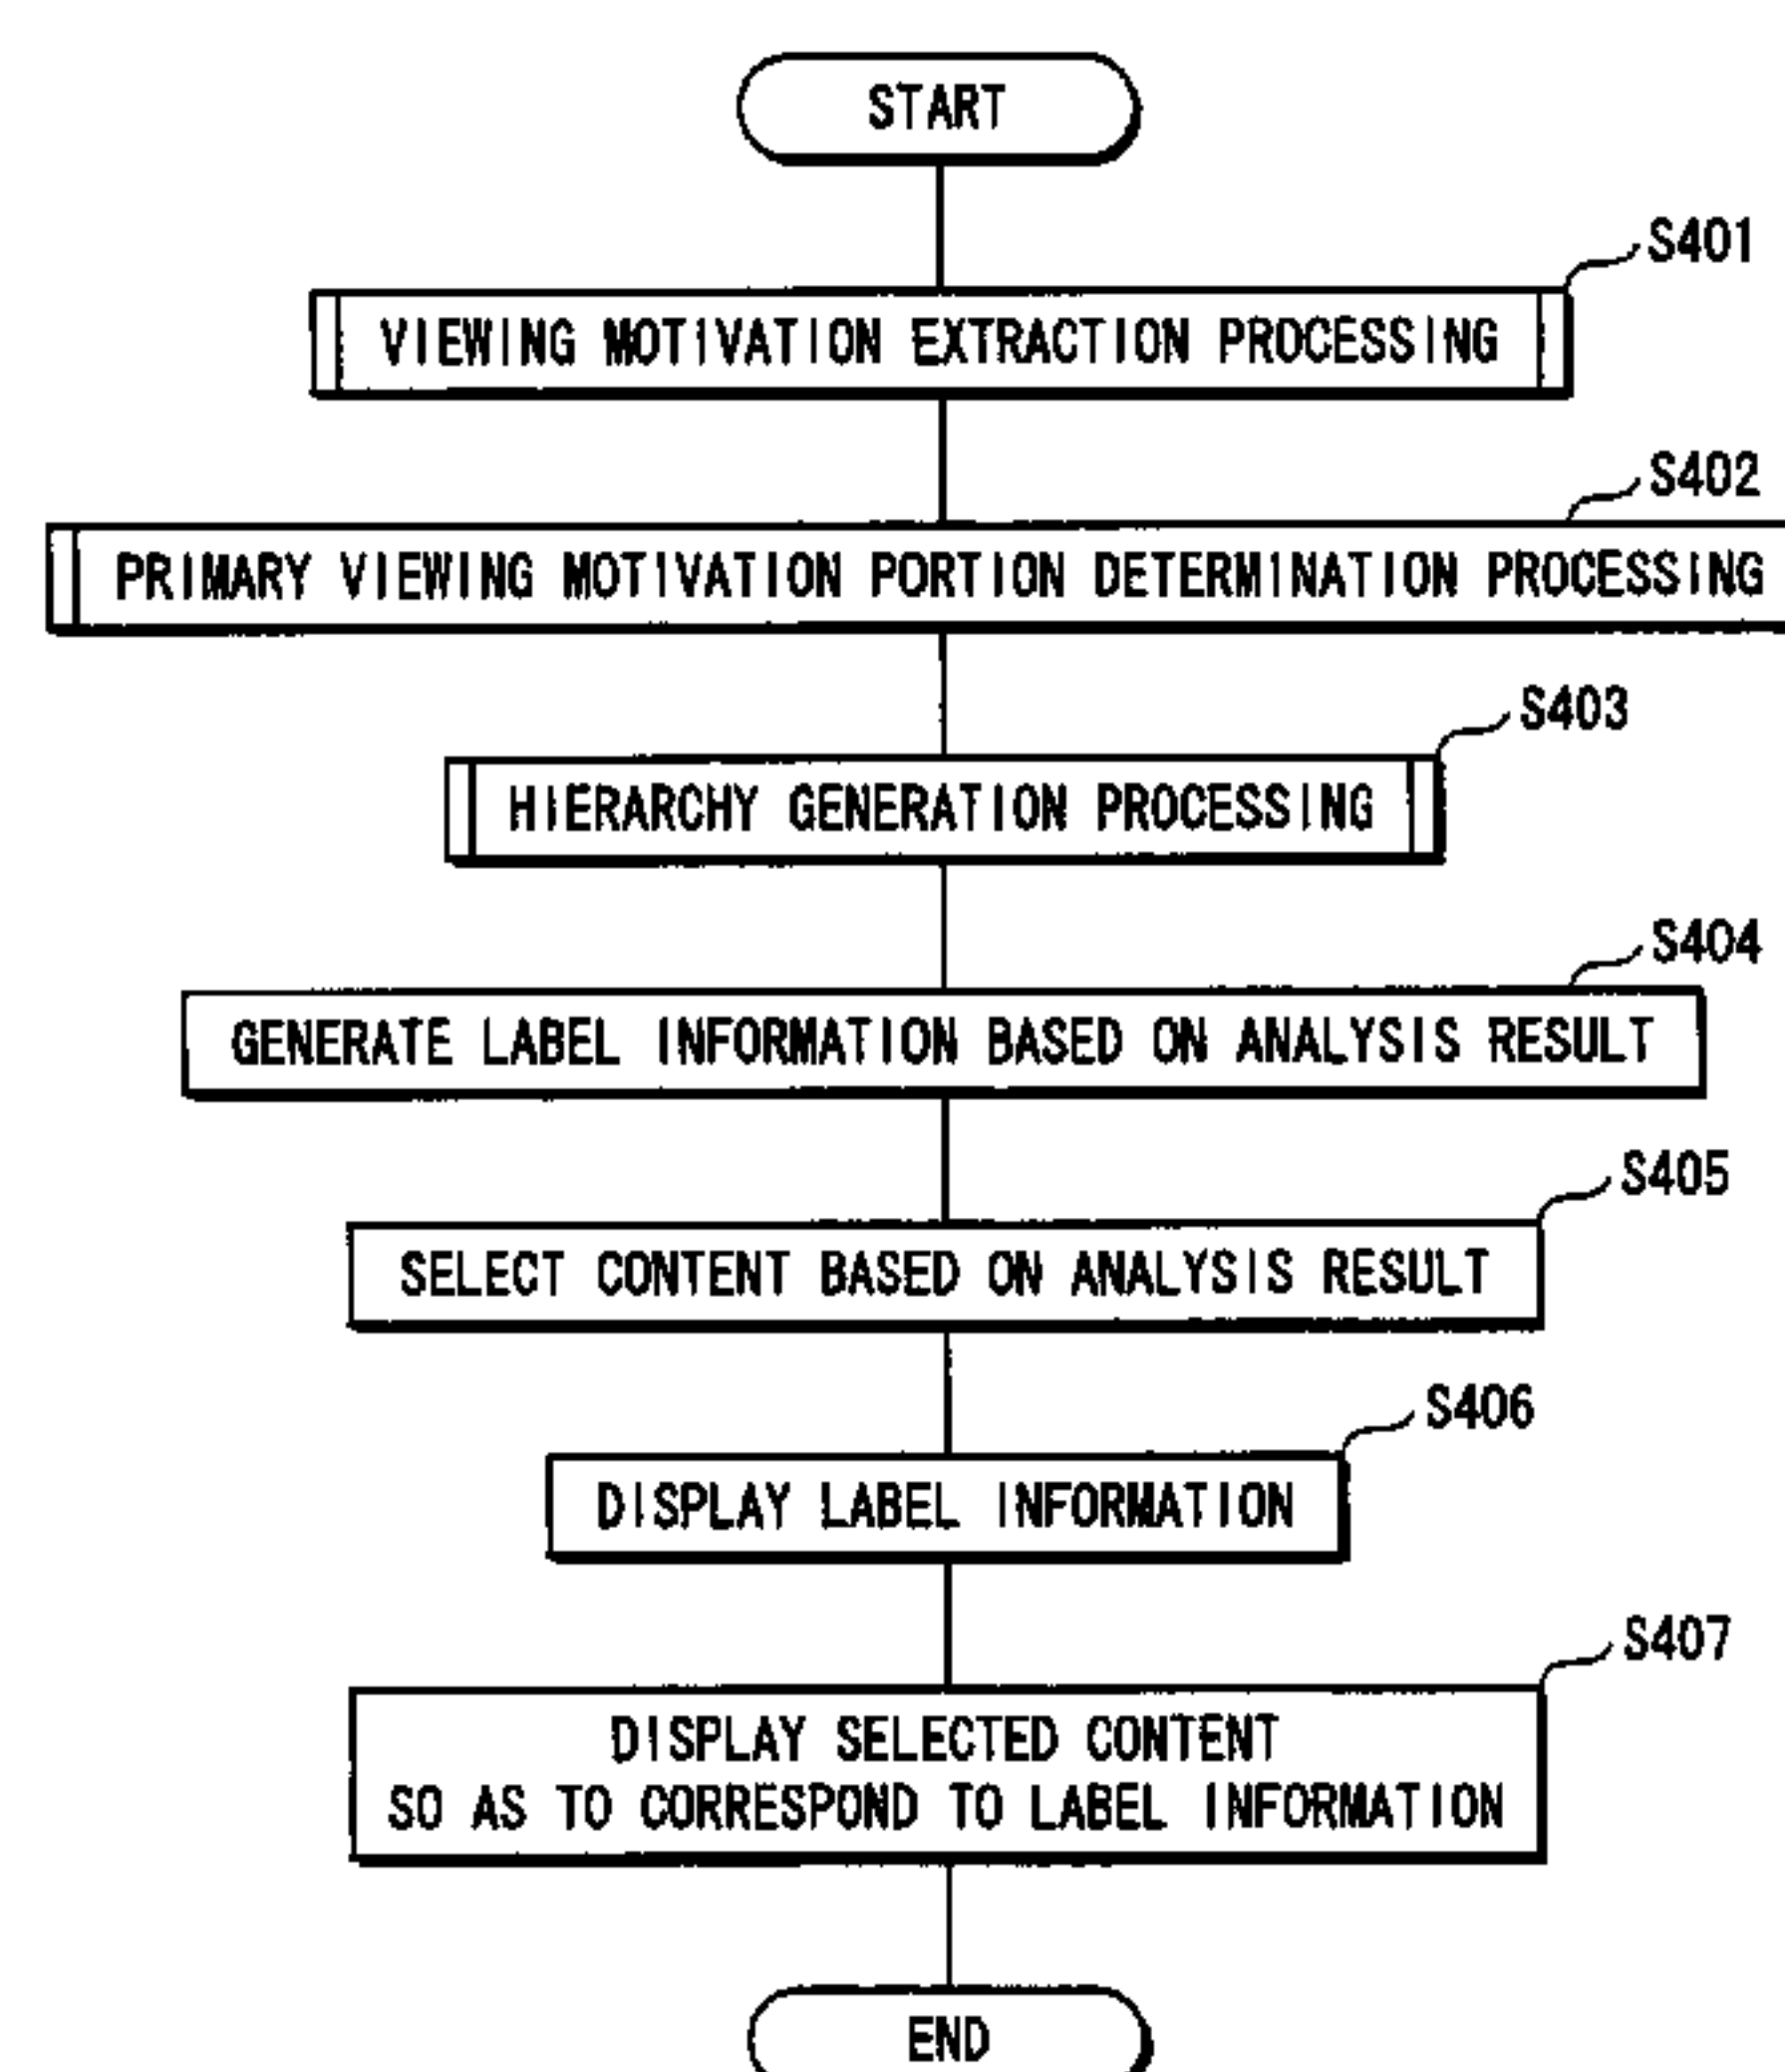 START
S401
VIEWING MOTIVATION EXTRACTION PROCESSING
S402
PRIMARY VIEWING MOTIVATION PORTION DETERMINATION PROCESSING
S403
HIERARCHY GENERATION PROCESSING
S404
GENERATE LABEL INFORMATION BASED ON ANALYSIS RESULT
S405
SELECT CONTENT BASED ON ANALYSIS RESULT
S406
DISPLAY LABEL INFORMATION
S407
DISPLAY SELECTED CONTENT
SO AS TO CORRESPOND TO LABEL INFORMATION
END